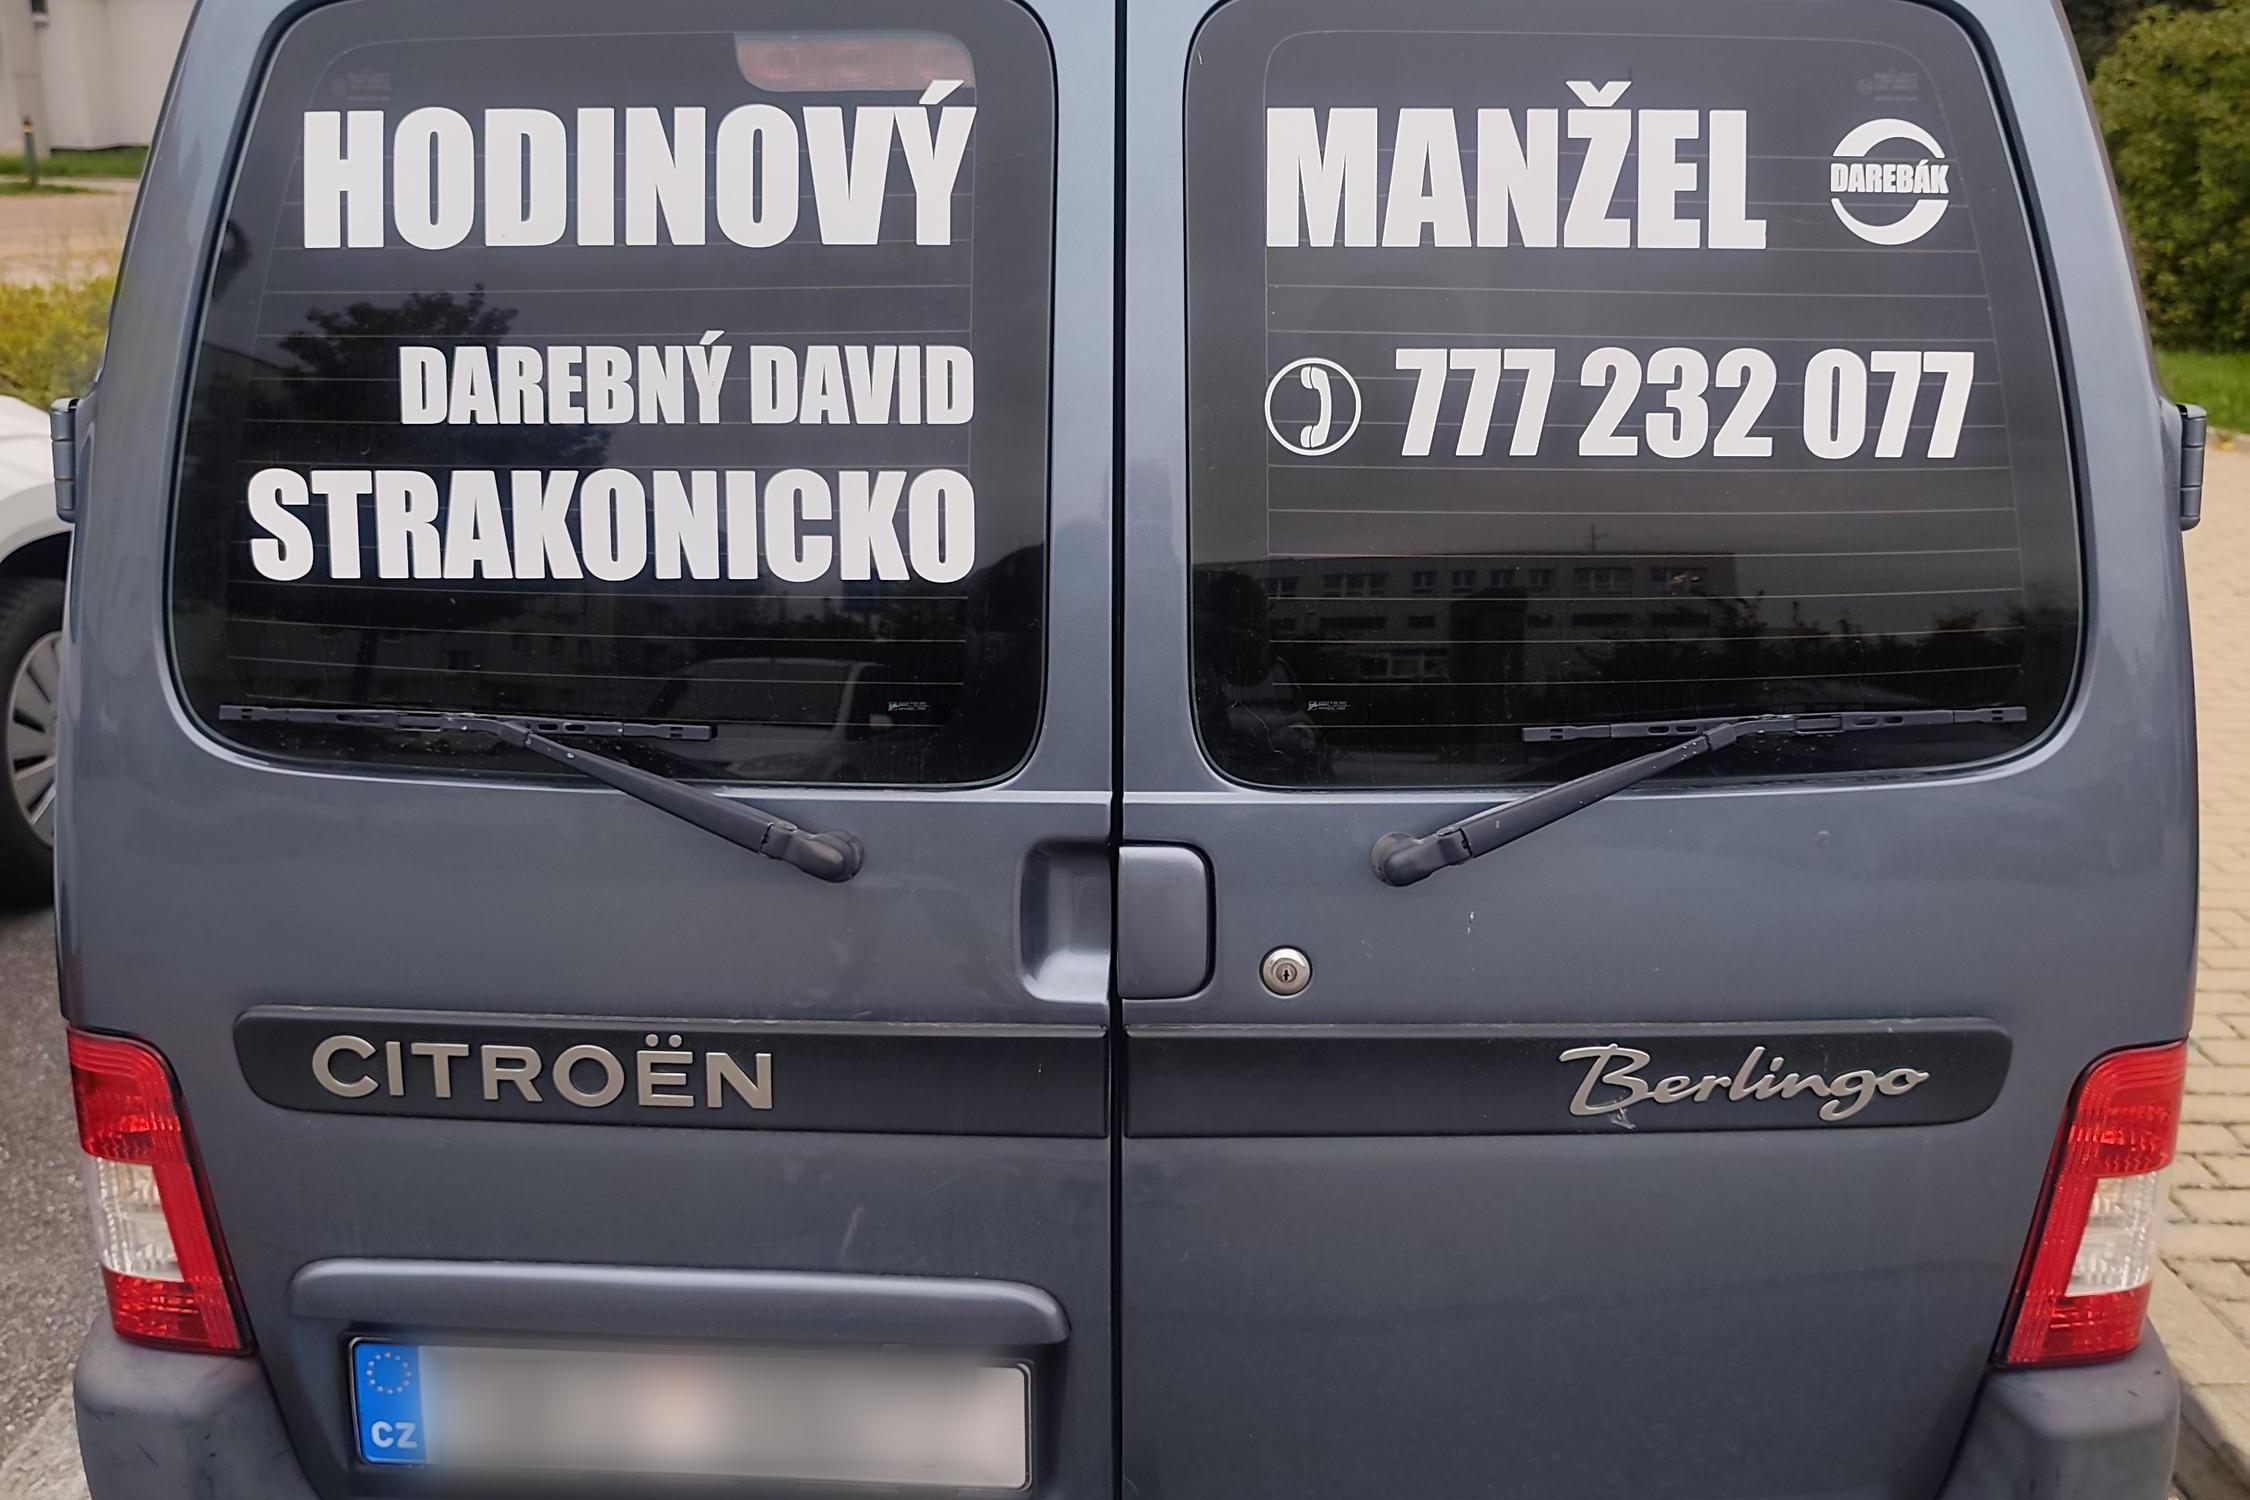 HODINOVÝ MANŽEL
DAREBÁK
DAREBNÝ DAVID
777 232 077
STRAKONICKO
CITROËN
Berlingo
CZ